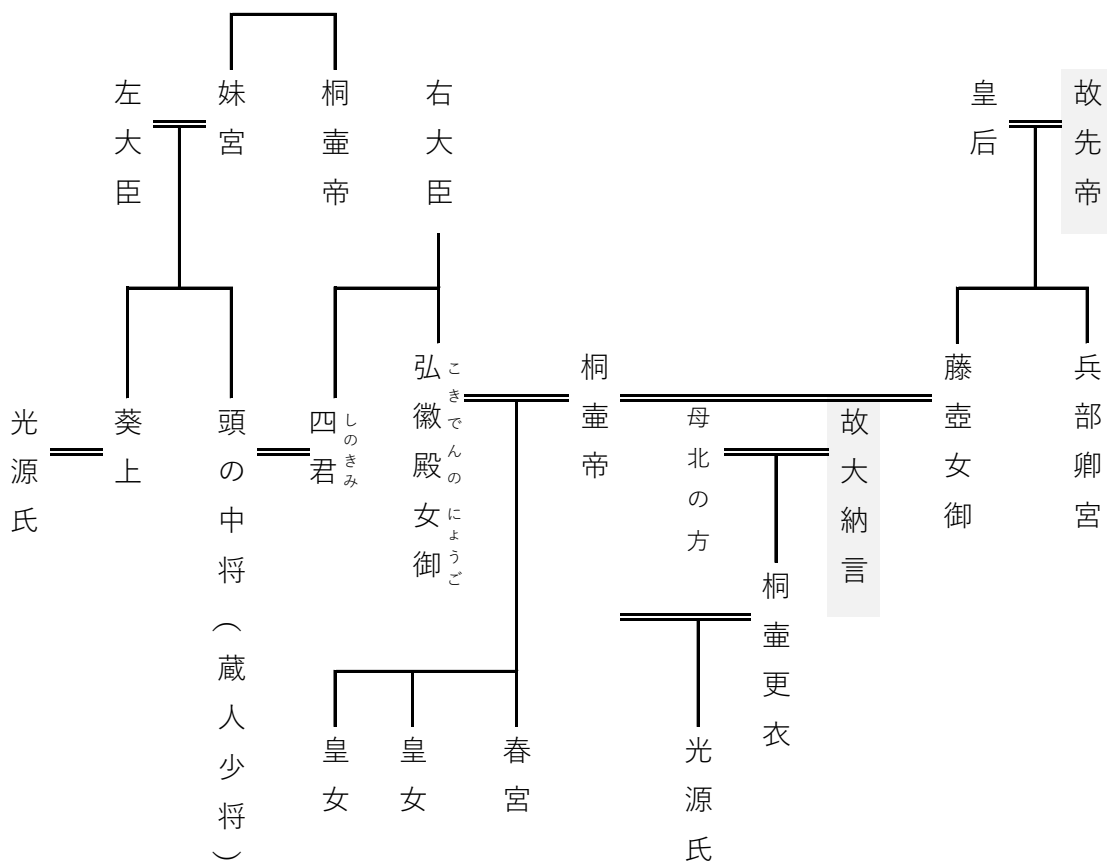 故先帝
皇后
右大臣
桐壷帝
妹宮
左大臣
兵部卿宮
藤壺女御
桐壷帝
弘徽殿女御
こきでんの にょうご
四君
しのきみ
頭の中将(蔵人少将)
葵上
光源氏
故大納言
母北の方
桐壷更衣
光源氏
春宮
皇女
皇女